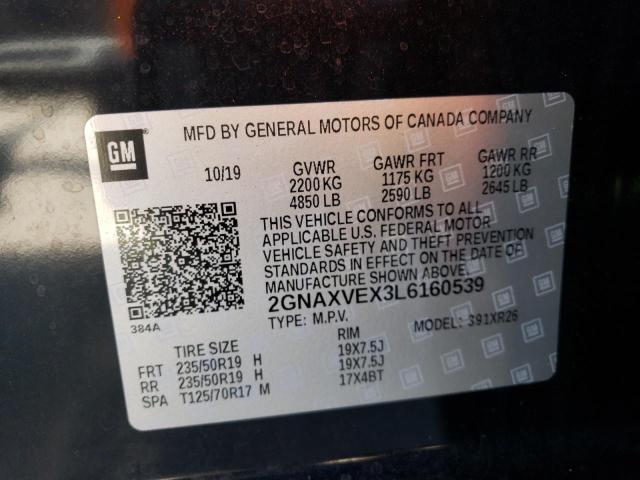 GM
MFD BY GENERAL MOTORS OF CANADA COMPANY
10/19 GVWR GAWR FRT GAWR RR
2200 KG 1175 KG 1200 KG
4850 LB 2590 LB 2645 LB
THIS VEHICLE CONFORMS TO ALL
APPLICABLE U.S. FEDERAL MOTOR
VEHICLE SAFETY AND THEFT PREVENTION
STANDARDS IN EFFECT ON THE DATE OF
MANUFACTURE SHOWN ABOVE.
2GNAXVEX3L6160539
384A
TYPE: M.P.V. MODEL: 391XR26
TIRE SIZE RIM
FRT 235/50R19 H 19X7.5J
RR 235/50R19 H 19X7.5J
SPA T125/70R17 M 17X4BT